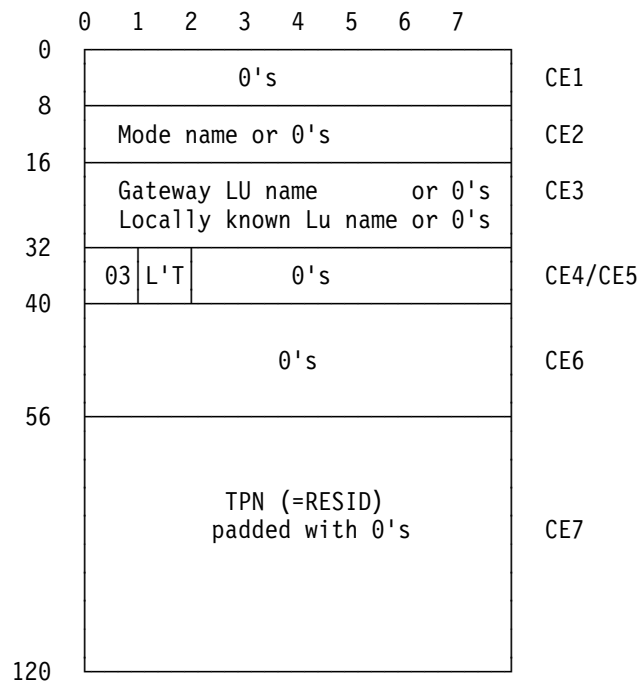 0 1 2 3 4 5 6 7
0
0's CE1
8
Mode name or 0's CE2
16
Gateway LU name or 0's CE3
Locally known Lu name or 0's
32
03 L'T 0's CE4/CE5
40
0's CE6
56
TPN (=RESID)
padded with 0's CE7
120